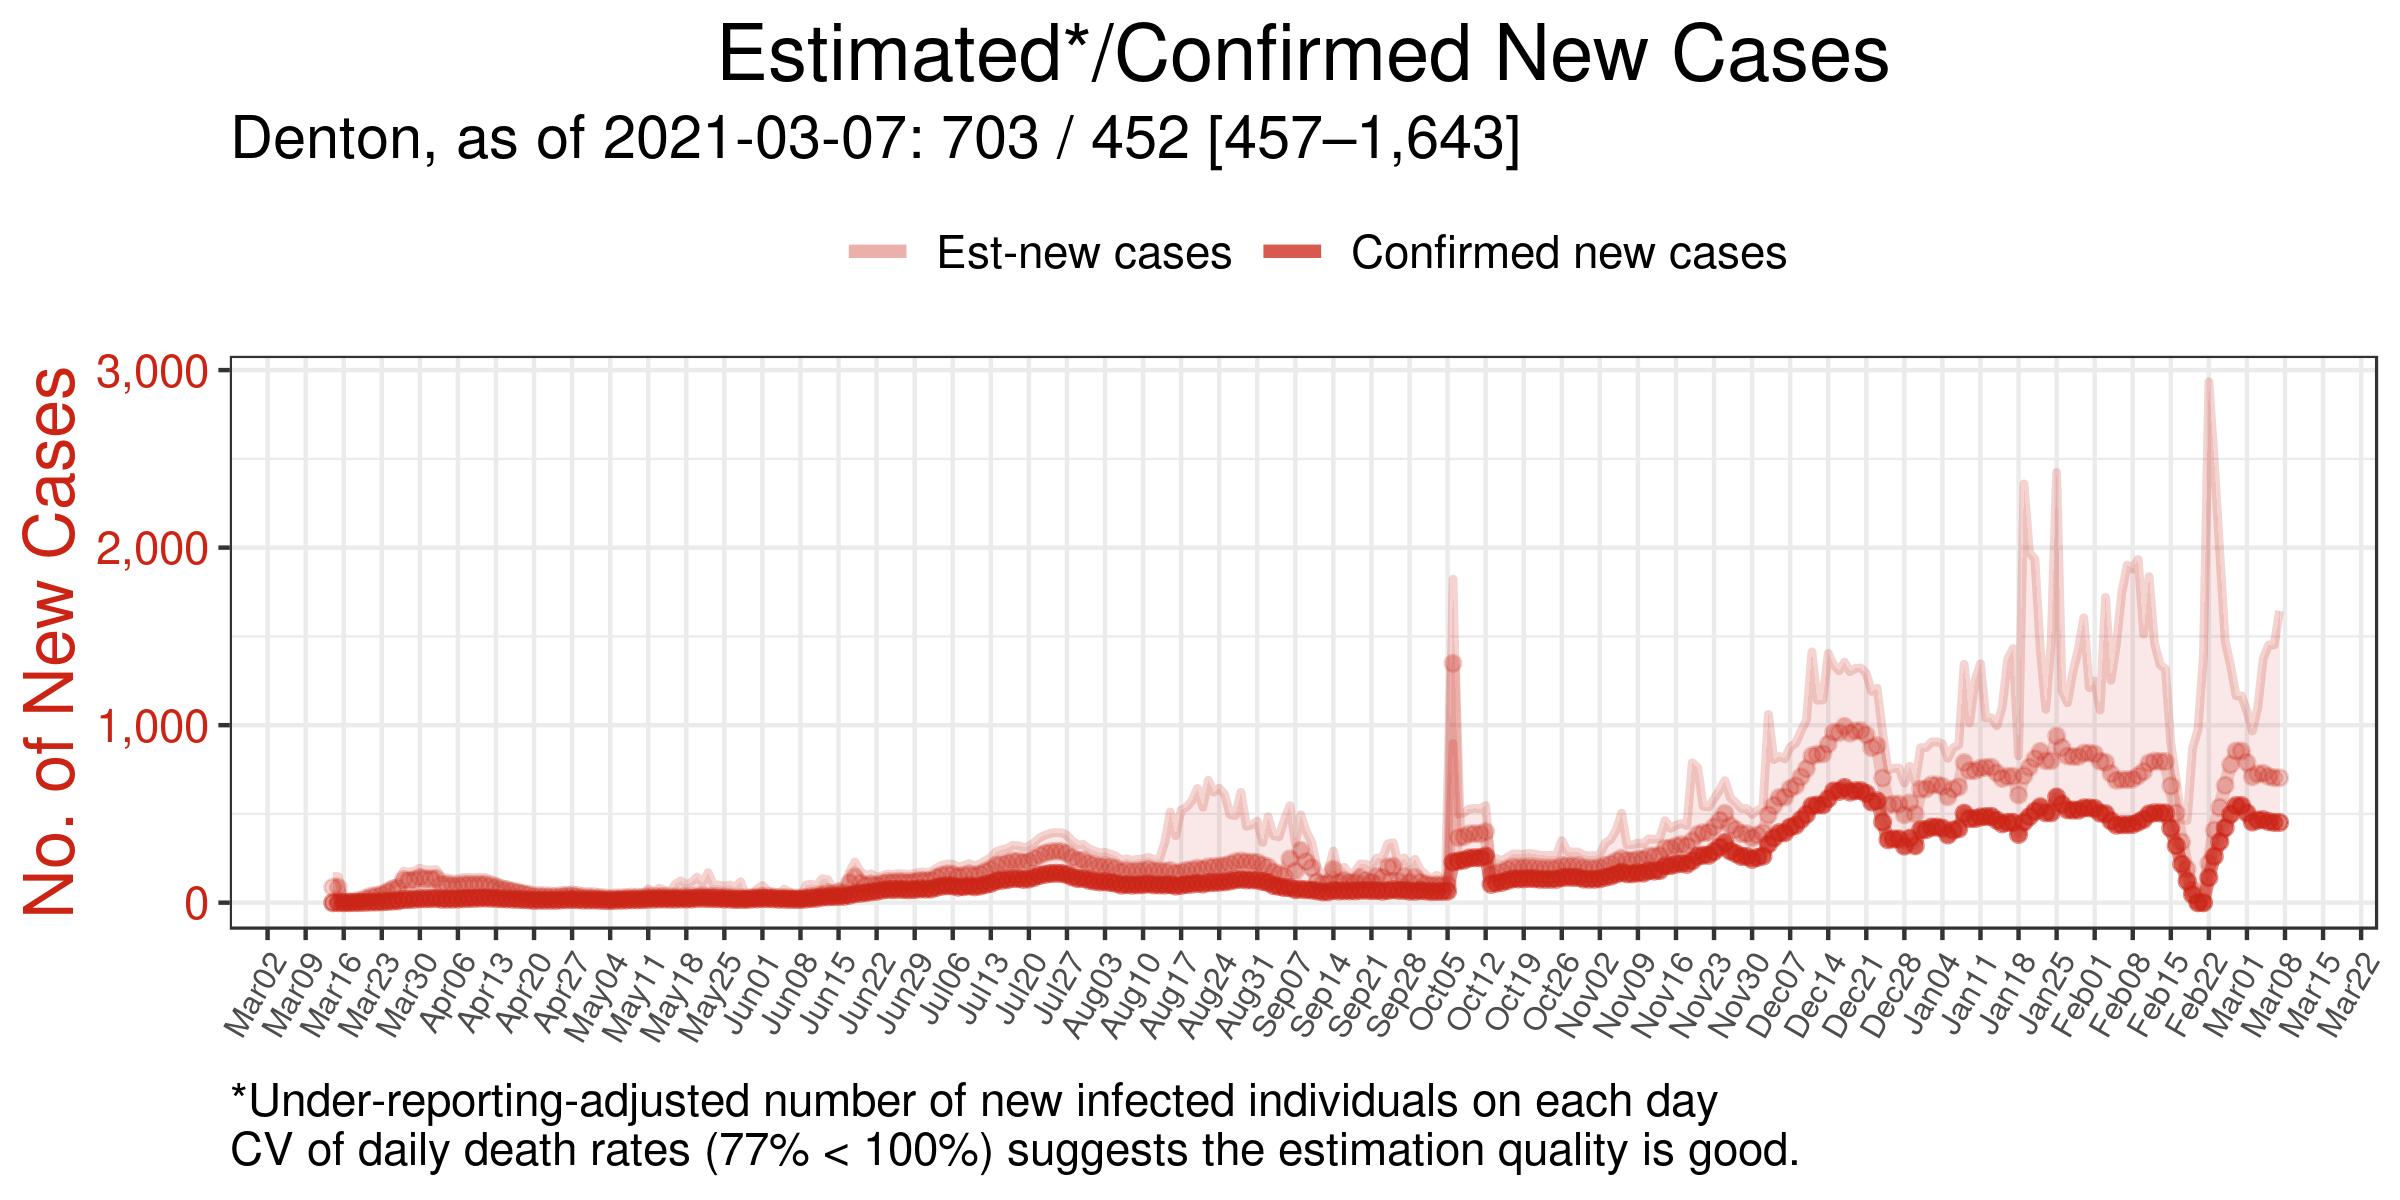 Estimated*/Confirmed New Cases
Denton, as of 2021-03-07: 703 / 452 [457–1,643]
Est-new cases Confirmed new cases
No. of New Cases
3,000
2,000
1,000
0
Mar02 Mar09 Mar16 Mar23 Mar30 Apr06 Apr13 Apr20 Apr27 May04 May11 May18 May25 Jun01 Jun08 Jun15 Jun22 Jun29 Jul06 Jul13 Jul20 Jul27 Aug03 Aug10 Aug17 Aug24 Aug31 Sep07 Sep14 Sep21 Sep28 Oct05 Oct12 Oct19 Oct26 Nov02 Nov09 Nov16 Nov23 Nov30 Dec07 Dec14 Dec21 Dec28 Jan04 Jan11 Jan18 Jan25 Feb01 Feb08 Feb15 Feb22 Mar01 Mar08 Mar15 Mar22
*Under-reporting-adjusted number of new infected individuals on each day
CV of daily death rates (77% < 100%) suggests the estimation quality is good.